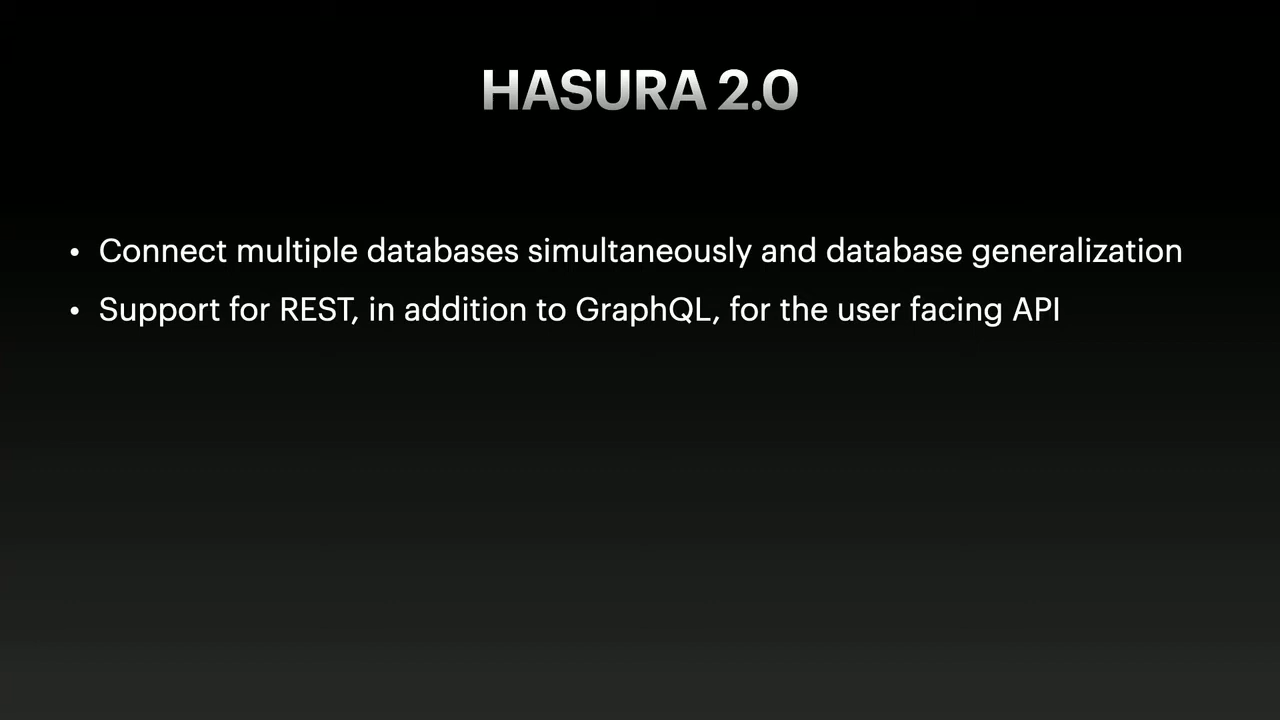 HASURA 2.0
• Connect multiple databases simultaneously and database generalization
• Support for REST, in addition to GraphQL, for the user facing API